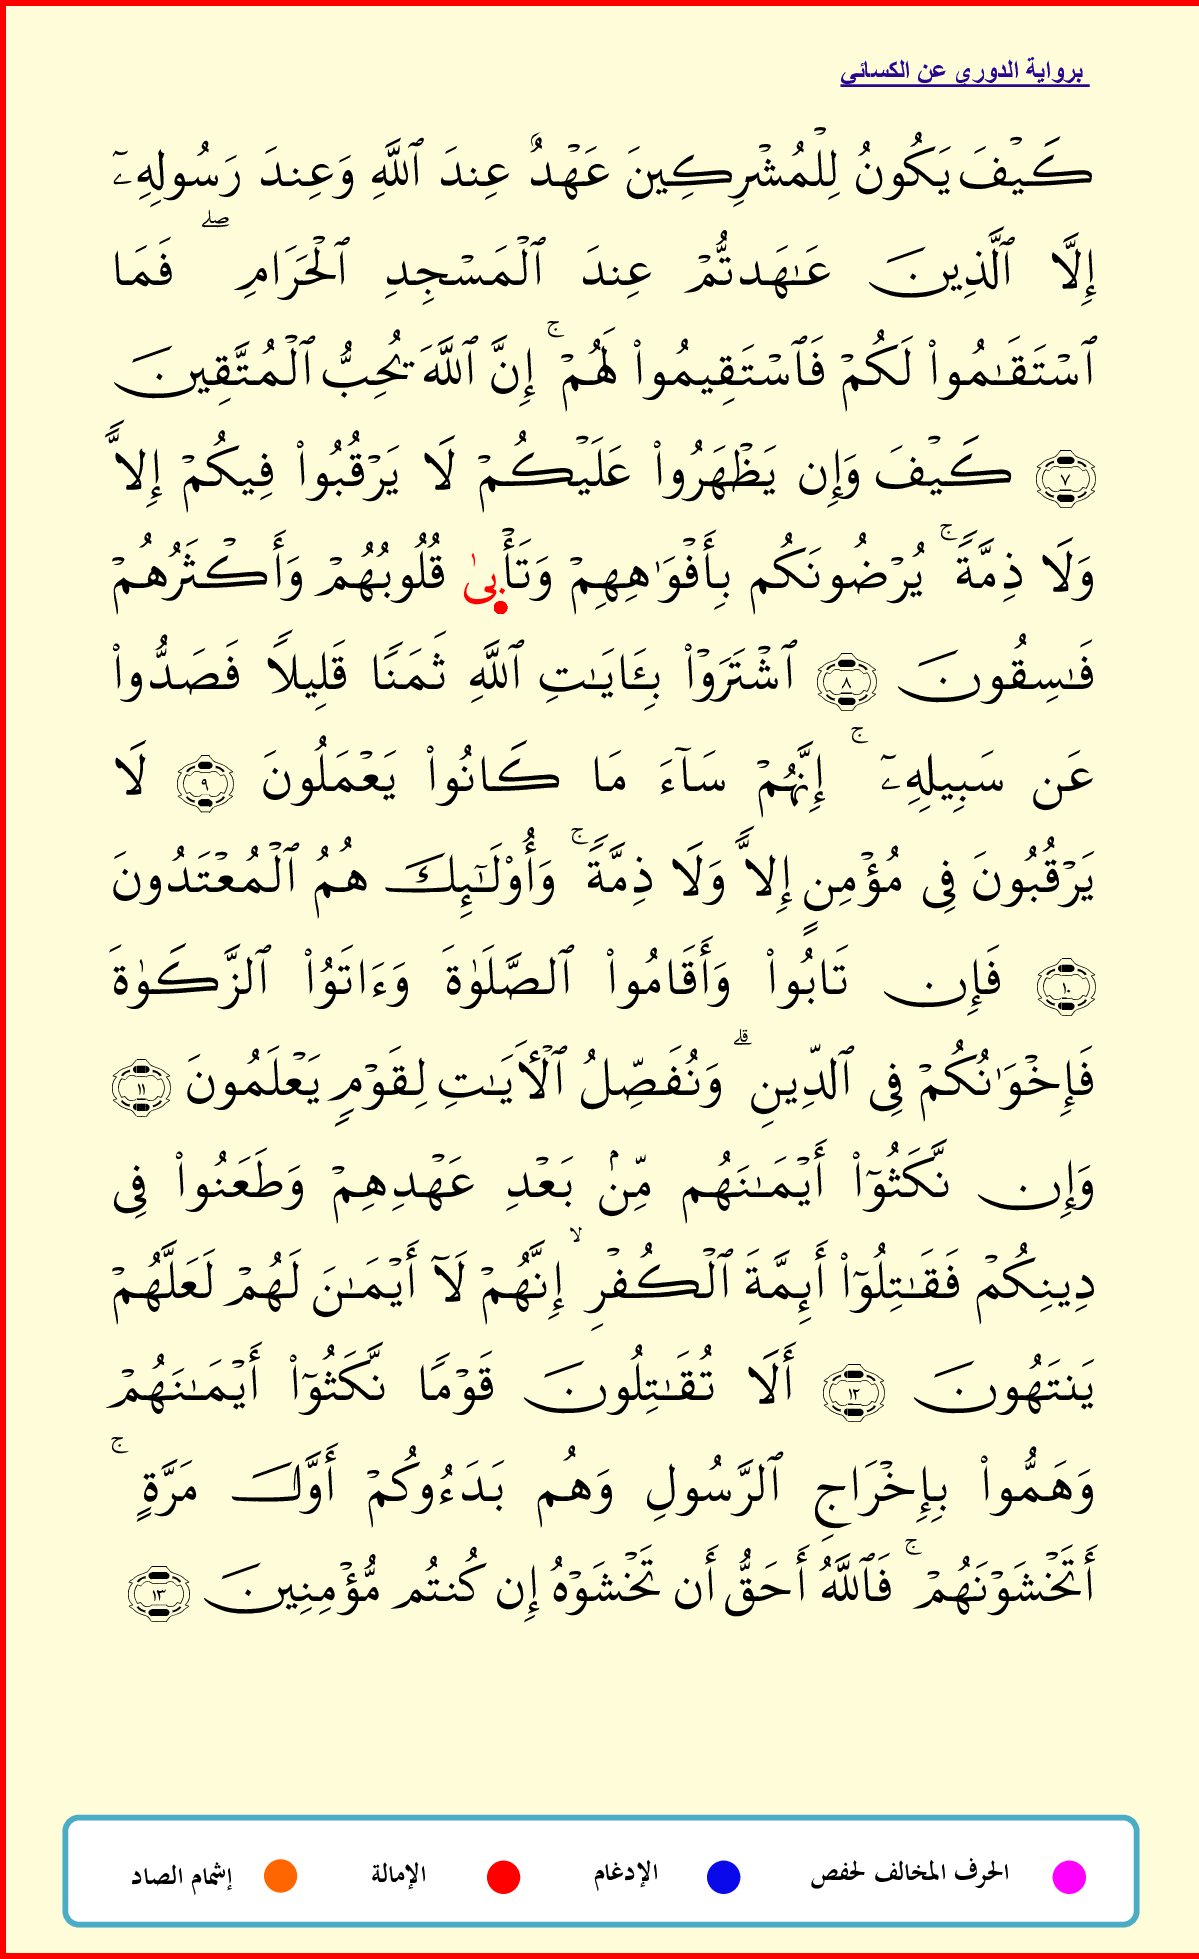 برواية الدوري عن الكسائي
كَيۡفَ يَكُونُ لِلۡمُشۡرِكِينَ عَهۡدٌ عِندَ ٱللَّهِ وَعِندَ رَسُولِهِۦٓ
إِلَّا ٱلَّذِينَ عَٰهَدتُّمۡ عِندَ ٱلۡمَسۡجِدِ ٱلۡحَرَامِۖ فَمَا
ٱسۡتَقَٰمُواْ لَكُمۡ فَٱسۡتَقِيمُواْ لَهُمۡۚ إِنَّ ٱللَّهَ يُحِبُّ ٱلۡمُتَّقِينَ
٧ كَيۡفَ وَإِن يَظۡهَرُواْ عَلَيۡكُمۡ لَا يَرۡقُبُواْ فِيكُمۡ إِلًّا
وَلَا ذِمَّةًۚ يُرۡضُونَكُم بِأَفۡوَٰهِهِمۡ وَتَأۡبىٰ قُلُوبُهُمۡ وَأَكۡثَرُهُمۡ
فَٰسِقُونَ ٨ ٱشۡتَرَوۡاْ بِـَٔايَٰتِ ٱللَّهِ ثَمَنًا قَلِيلًا فَصَدُّواْ
عَن سَبِيلِهِۦٓۚ إِنَّهُمۡ سَآءَ مَا كَانُواْ يَعۡمَلُونَ ٩ لَا
يَرۡقُبُونَ فِي مُؤۡمِنٍ إِلًّا وَلَا ذِمَّةًۚ وَأُوْلَٰٓئِكَ هُمُ ٱلۡمُعۡتَدُونَ
١٠ فَإِن تَابُواْ وَأَقَامُواْ ٱلصَّلَوٰةَ وَءَاتَوُاْ ٱلزَّكَوٰةَ
فَإِخۡوَٰنُكُمۡ فِي ٱلدِّينِۗ وَنُفَصِّلُ ٱلۡأٓيَٰتِ لِقَوۡمٍ يَعۡلَمُونَ ١١
وَإِن نَّكَثُوٓاْ أَيۡمَٰنَهُم مِّنۢ بَعۡدِ عَهۡدِهِمۡ وَطَعَنُواْ فِي
دِينِكُمۡ فَقَٰتِلُوٓاْ أَئِمَّةَ ٱلۡكُفۡرِۙ إِنَّهُمۡ لَآ أَيۡمَٰنَ لَهُمۡ لَعَلَّهُمۡ
يَنتَهُونَ ١٢ أَلَا تُقَٰتِلُونَ قَوۡمًا نَّكَثُوٓاْ أَيۡمَٰنَهُمۡ
وَهَمُّواْ بِإِخۡرَاجِ ٱلرَّسُولِ وَهُم بَدَءُوكُمۡ أَوَّلَ مَرَّةٍۚ
أَتَخۡشَوۡنَهُمۡۚ فَٱللَّهُ أَحَقُّ أَن تَخۡشَوۡهُ إِن كُنتُم مُّؤۡمِنِينَ ١٣
الحرف المخالف لحفص الإدغام الإمالة إشمام الصاد